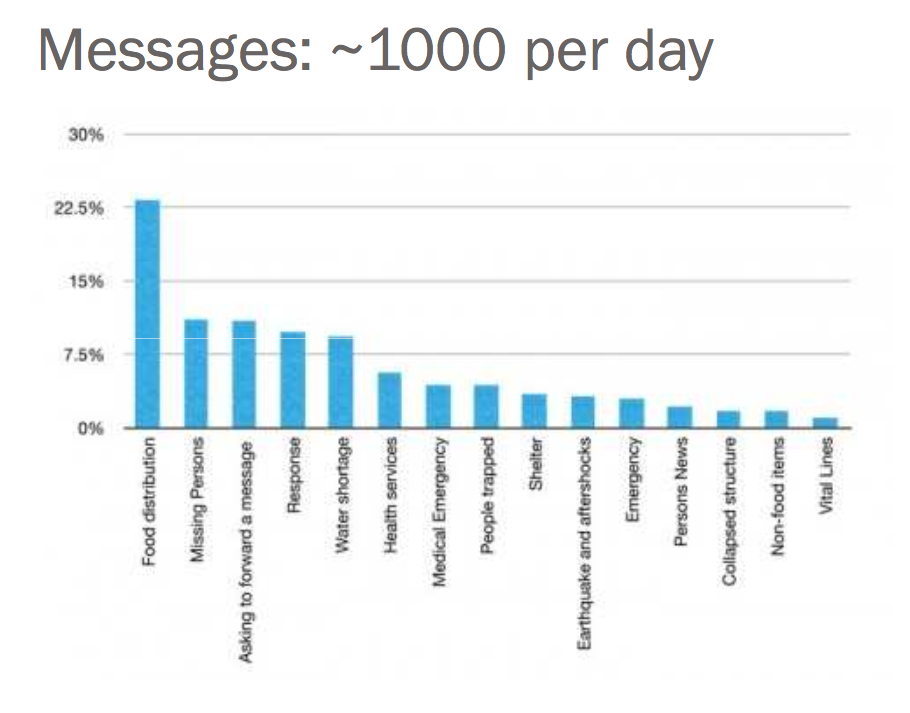 Messages: ~1000 per day
30%
22.5%
15%
7.5%
0%
Food distribution
Missing Persons
Asking to forward a message
Response
Water shortage
Health services
Medical Emergency
People trapped
Shelter
Earthquake and aftershocks
Emergency
Persons News
Collapsed structure
Non-food items
Vital Lines